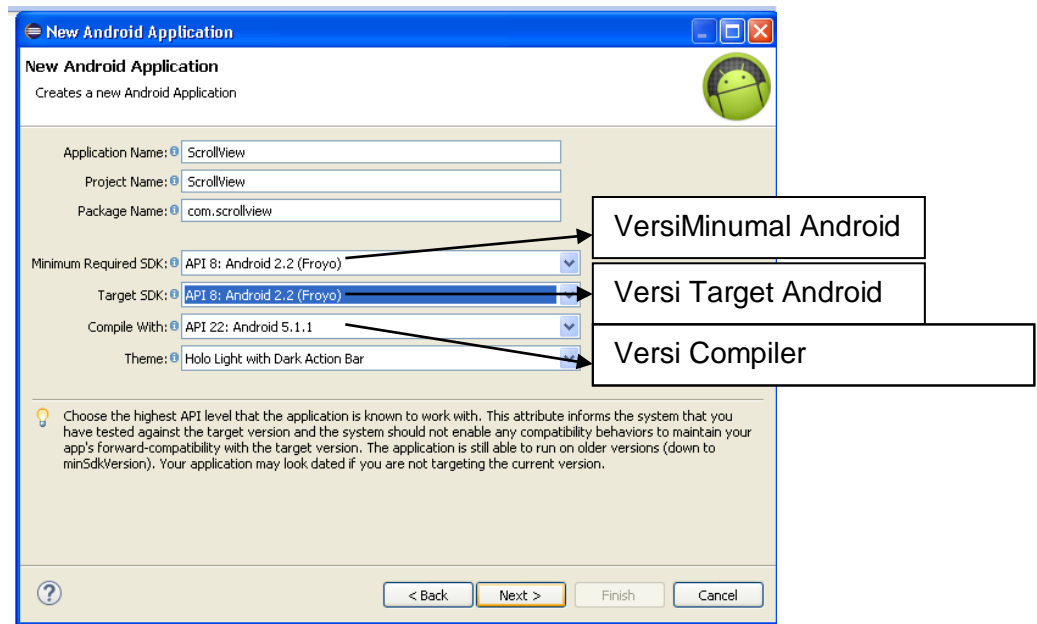 New Android Application
New Android Application
Creates a new Android Application
Application Name: ScrollView
Project Name: ScrollView
Package Name: com.scrollview
VersiMinumal Android
Minimum Required SDK: API 8: Android 2.2 (Froyo)
Target SDK: API 8: Android 2.2 (Froyo)
Versi Target Android
Compile With: API 22: Android 5.1.1
Versi Compiler
Theme: Holo Light with Dark Action Bar
Choose the highest API level that the application is known to work with. This attribute informs the system that you
have tested against the target version and the system should not enable any compatibility behaviors to maintain your
app's forward-compatibility with the target version. The application is still able to run on older versions (down to
minSdkVersion). Your application may look dated if you are not targeting the current version.
? < Back Next > Finish Cancel